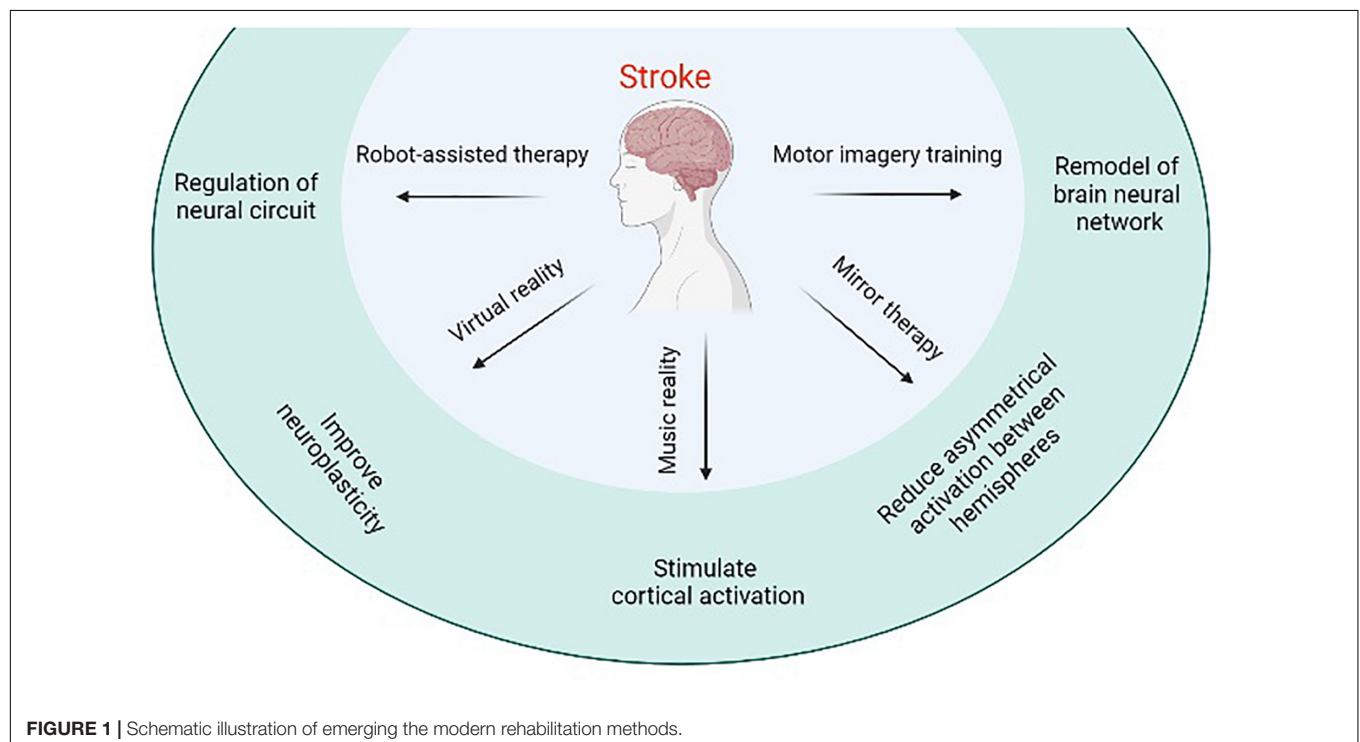 Stroke
Robot-assisted therapy
Motor imagery training
Regulation of
neural circuit
Remodel of
brain neural
network
Virtual reality
Mirror therapy
Music reality
Improve
neuroplasticity
Reduce asymmetrical
activation between
hemispheres
Stimulate
cortical activation
FIGURE 1 | Schematic illustration of emerging the modern rehabilitation methods.